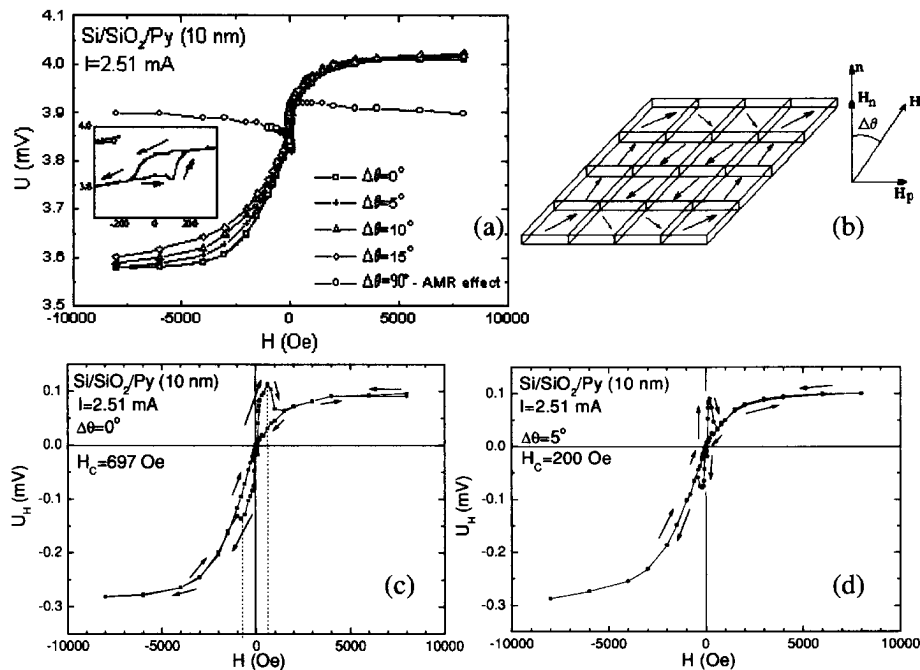 Si/SiO2/Py (10 nm)
I=2.51 mA
U (mV)
4.1
4.0
3.9
3.8
3.7
3.6
3.5
-10000 -5000 0 5000 10000
H (Oe)
4.0
-200 0 200
Δθ=0°
Δθ=5°
Δθ=10°
Δθ=15°
Δθ=90° - AMR effect
(a)
n
Hn
H
Δθ
Hp
(b)
Si/SiO2/Py (10 nm)
I=2.51 mA
Δθ=0°
HC=697 Oe
UH (mV)
0.1
0.0
-0.1
-0.2
-0.3
-10000 -5000 0 5000 10000
H (Oe)
(c)
Si/SiO2/Py (10 nm)
I=2.51 mA
Δθ=5°
HC=200 Oe
UH (mV)
0.1
0.0
-0.1
-0.2
-0.3
-10000 -5000 0 5000 10000
H (Oe)
(d)